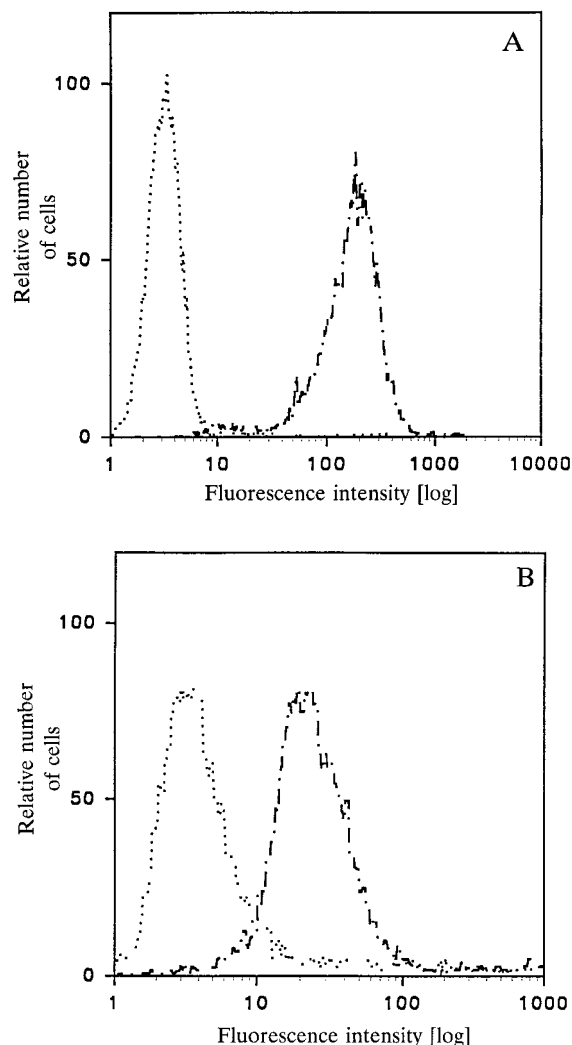 A
Relative number
of cells
100
50
0
1 10 100 1000 10000
Fluorescence intensity [log]
B
Relative number
of cells
100
50
0
1 10 100 1000
Fluorescence intensity [log]